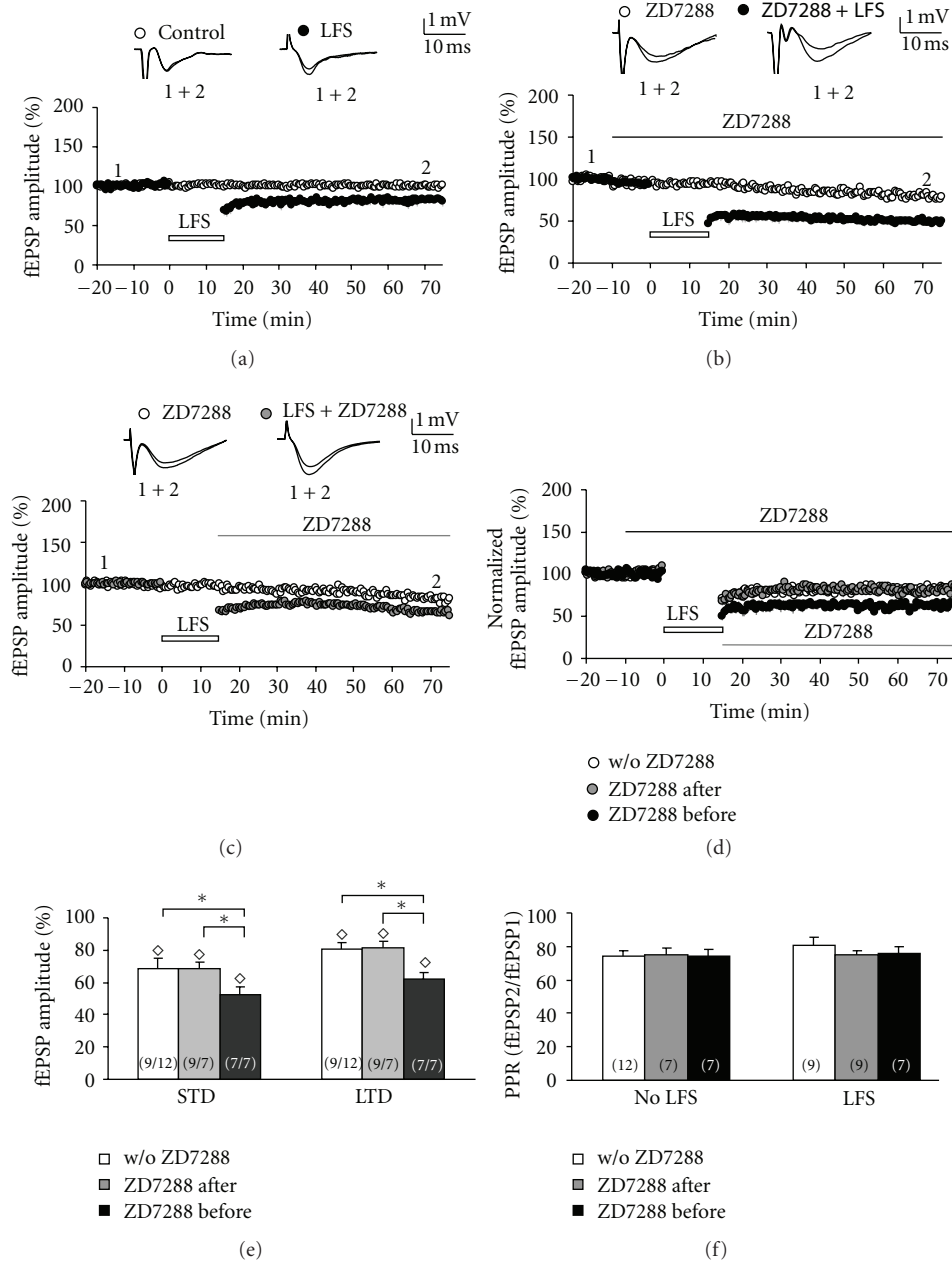 ○ Control ● LFS
1 mV
10 ms
1 + 2 1 + 2
fEPSP amplitude (%)
200
150
100
50
0
1 2
LFS
−20 −10 0 10 20 30 40 50 60 70
Time (min)
(a)
○ ZD7288 ● ZD7288 + LFS
1 mV
10 ms
1 + 2 1 + 2
fEPSP amplitude (%)
200
150
100
50
0
ZD7288
1 2
LFS
−20 −10 0 10 20 30 40 50 60 70
Time (min)
(b)
○ ZD7288 ● LFS + ZD7288
1 mV
10 ms
1 + 2 1 + 2
fEPSP amplitude (%)
200
150
100
50
0
ZD7288
1 2
LFS
−20 −10 0 10 20 30 40 50 60 70
Time (min)
(c)
Normalized
fEPSP amplitude (%)
200
150
100
50
0
ZD7288
LFS
ZD7288
−20 −10 0 10 20 30 40 50 60 70
Time (min)
○ w/o ZD7288
● ZD7288 after
● ZD7288 before
(d)
fEPSP amplitude (%)
100
80
60
40
20
0
* *
* *
◇ ◇ ◇ ◇ ◇ ◇
(9/12) (9/7) (7/7) (9/12) (9/7) (7/7)
STD LTD
□ w/o ZD7288
■ ZD7288 after
■ ZD7288 before
(e)
PPR (fEPSP2/fEPSP1)
100
80
60
40
20
0
(12) (7) (7) (9) (9) (7)
No LFS LFS
□ w/o ZD7288
■ ZD7288 after
■ ZD7288 before
(f)